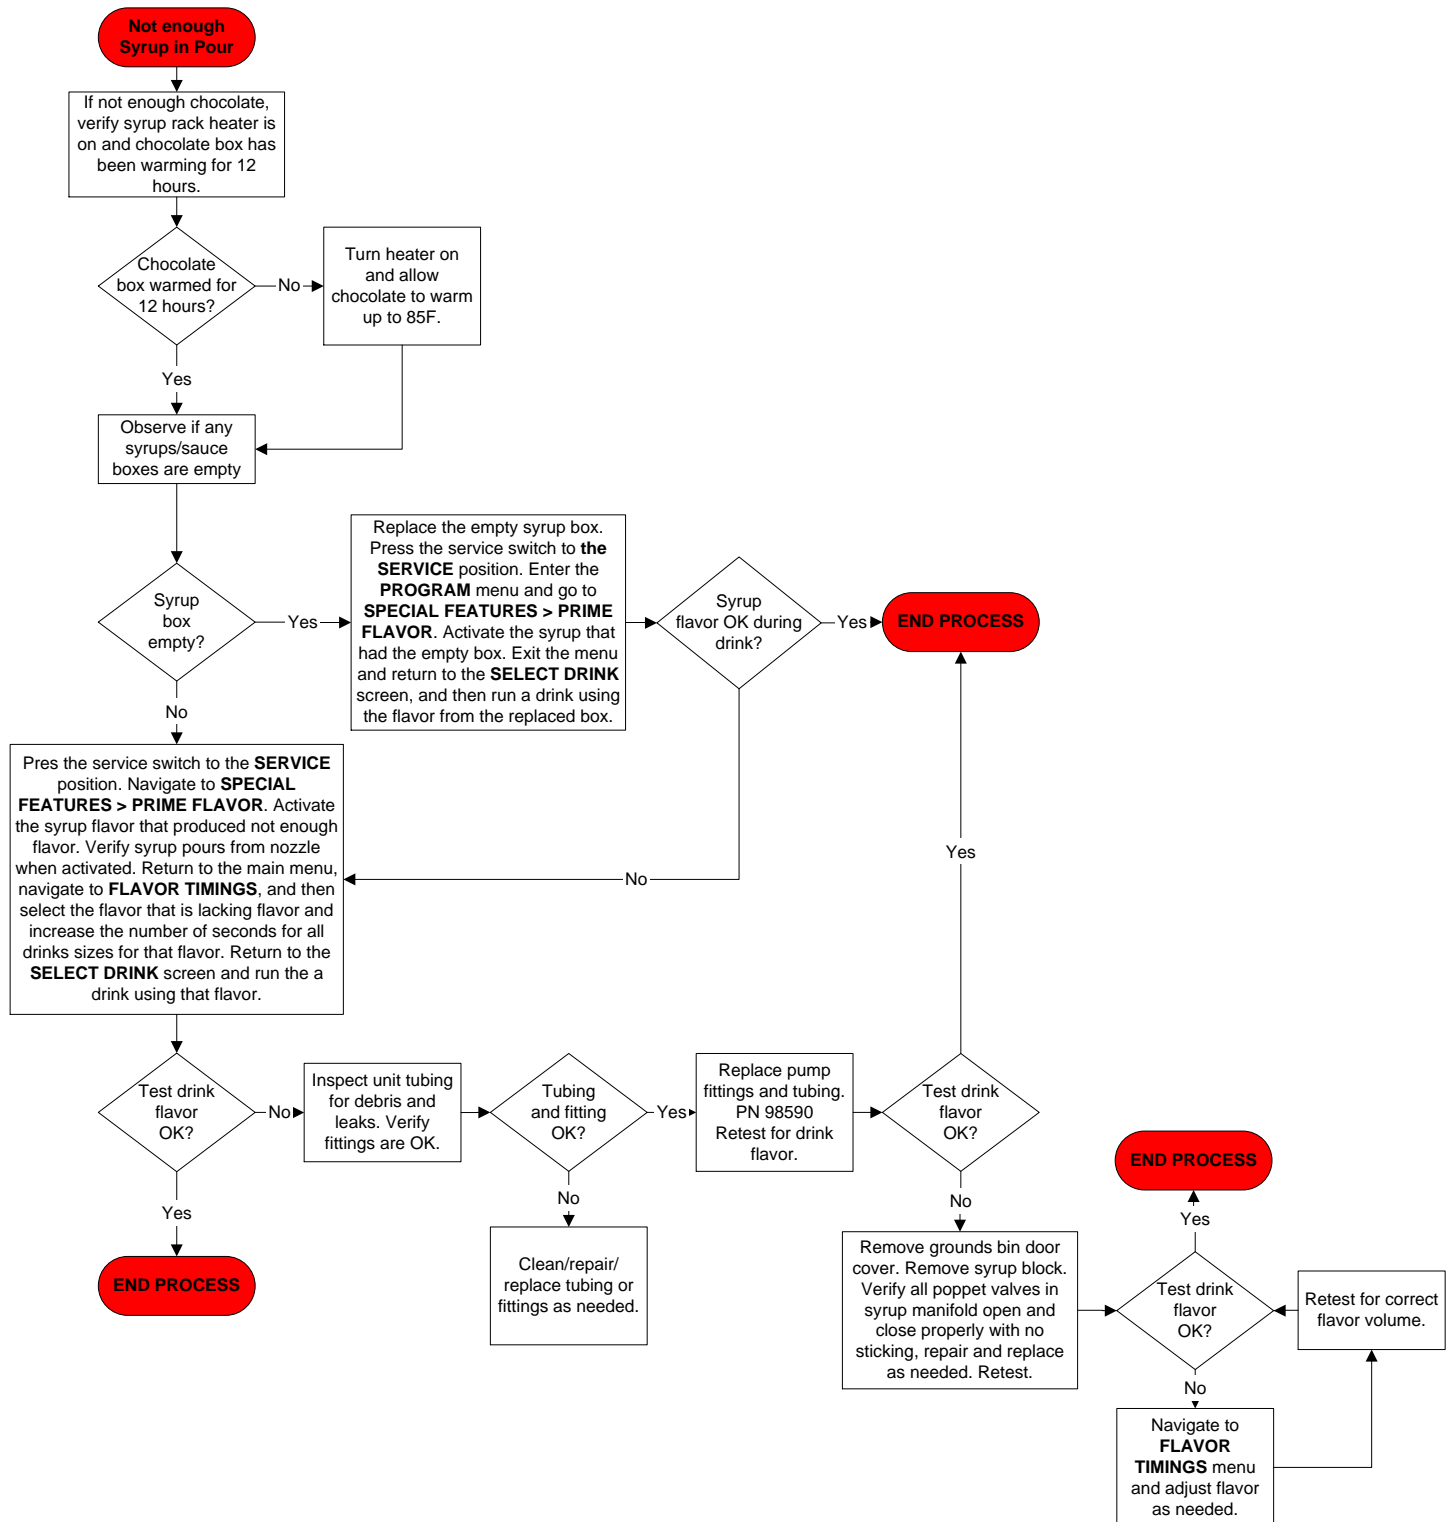 Not enough
Syrup in Pour
If not enough chocolate,
verify syrup rack heater is
on and chocolate box has
been warming for 12
hours.
Chocolate
box warmed for
12 hours?
No
Turn heater on
and allow
chocolate to warm
up to 85F.
Yes
Observe if any
syrups/sauce
boxes are empty
Syrup
box
empty?
Yes
Replace the empty syrup box.
Press the service switch to the
SERVICE position. Enter the
PROGRAM menu and go to
SPECIAL FEATURES > PRIME
FLAVOR. Activate the syrup that
had the empty box. Exit the menu
and return to the SELECT DRINK
screen, and then run a drink using
the flavor from the replaced box.
Syrup
flavor OK during
drink?
Yes
END PROCESS
No
No
Pres the service switch to the SERVICE
position. Navigate to SPECIAL
FEATURES > PRIME FLAVOR. Activate
the syrup flavor that produced not enough
flavor. Verify syrup pours from nozzle
when activated. Return to the main menu,
navigate to FLAVOR TIMINGS, and then
select the flavor that is lacking flavor and
increase the number of seconds for all
drinks sizes for that flavor. Return to the
SELECT DRINK screen and run the a
drink using that flavor.
Test drink
flavor
OK?
No
Inspect unit tubing
for debris and
leaks. Verify
fittings are OK.
Tubing
and fitting
OK?
Yes
Replace pump
fittings and tubing.
PN 98590
Retest for drink
flavor.
Test drink
flavor
OK?
Yes
Yes
END PROCESS
No
Clean/repair/
replace tubing or
fittings as needed.
No
Remove grounds bin door
cover. Remove syrup block.
Verify all poppet valves in
syrup manifold open and
close properly with no
sticking, repair and replace
as needed. Retest.
Test drink
flavor
OK?
Yes
END PROCESS
No
Navigate to
FLAVOR
TIMINGS menu
and adjust flavor
as needed.
Retest for correct
flavor volume.